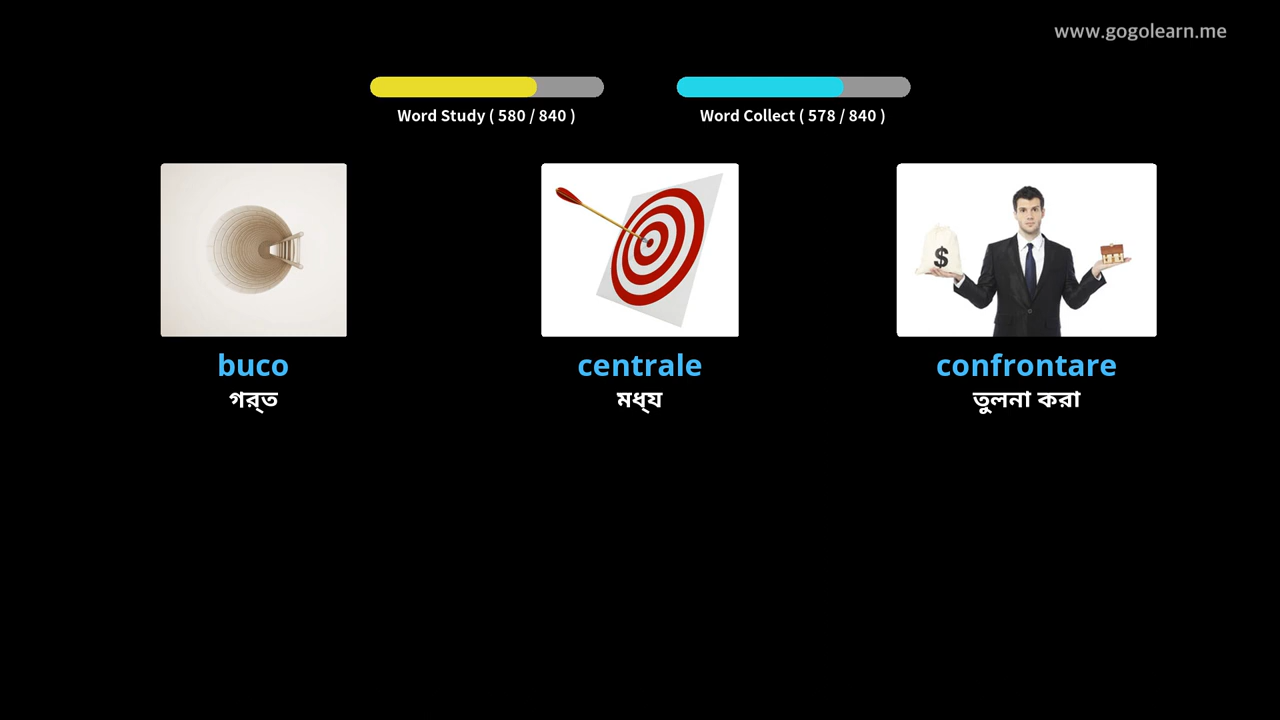 www.gogolearn.me
Word Study ( 580 / 840 )
Word Collect ( 578 / 840 )
$
buco
centrale
confrontare
গর্ত
মধ্য
তুলনা করা